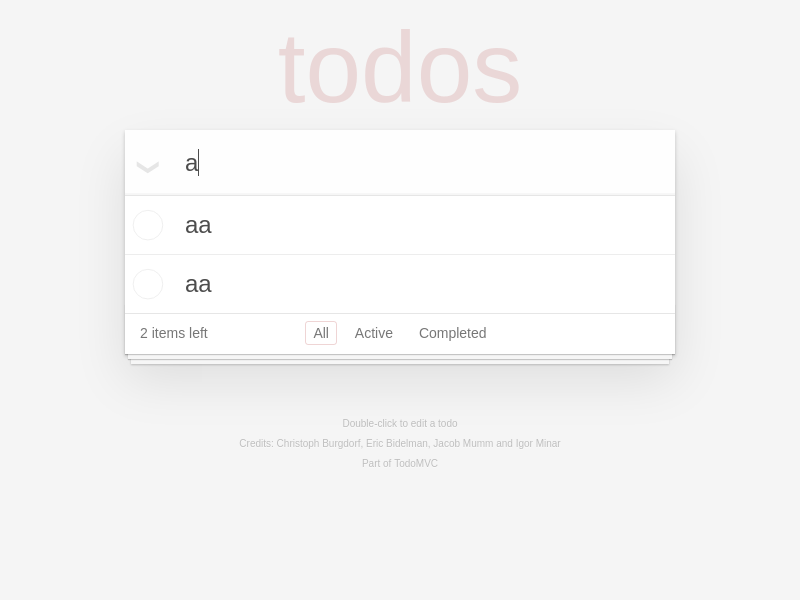 todos
a
aa
aa
2 items left All Active Completed
Double-click to edit a todo
Credits: Christoph Burgdorf, Eric Bidelman, Jacob Mumm and Igor Minar
Part of TodoMVC